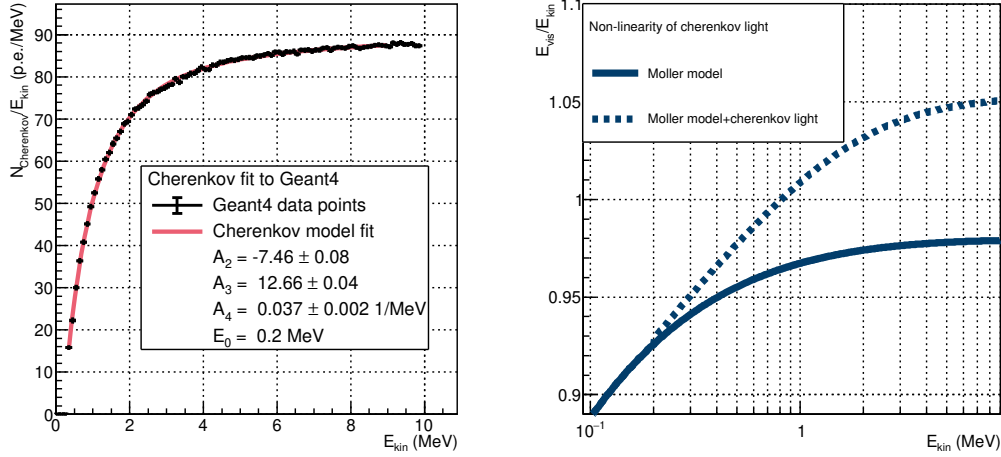 N_Cherenkov/E_kin (p.e./MeV)
90
80
70
60
50
40
30
20
10
0
0 2 4 6 8 10
E_kin (MeV)
Cherenkov fit to Geant4
Geant4 data points
Cherenkov model fit
A_2 = -7.46 ± 0.08
A_3 = 12.66 ± 0.04
A_4 = 0.037 ± 0.002 1/MeV
E_0 = 0.2 MeV
E_vis/E_kin
1.1
1.05
1
0.95
0.9
10^-1 1
E_kin (MeV)
Non-linearity of cherenkov light
Moller model
Moller model+cherenkov light